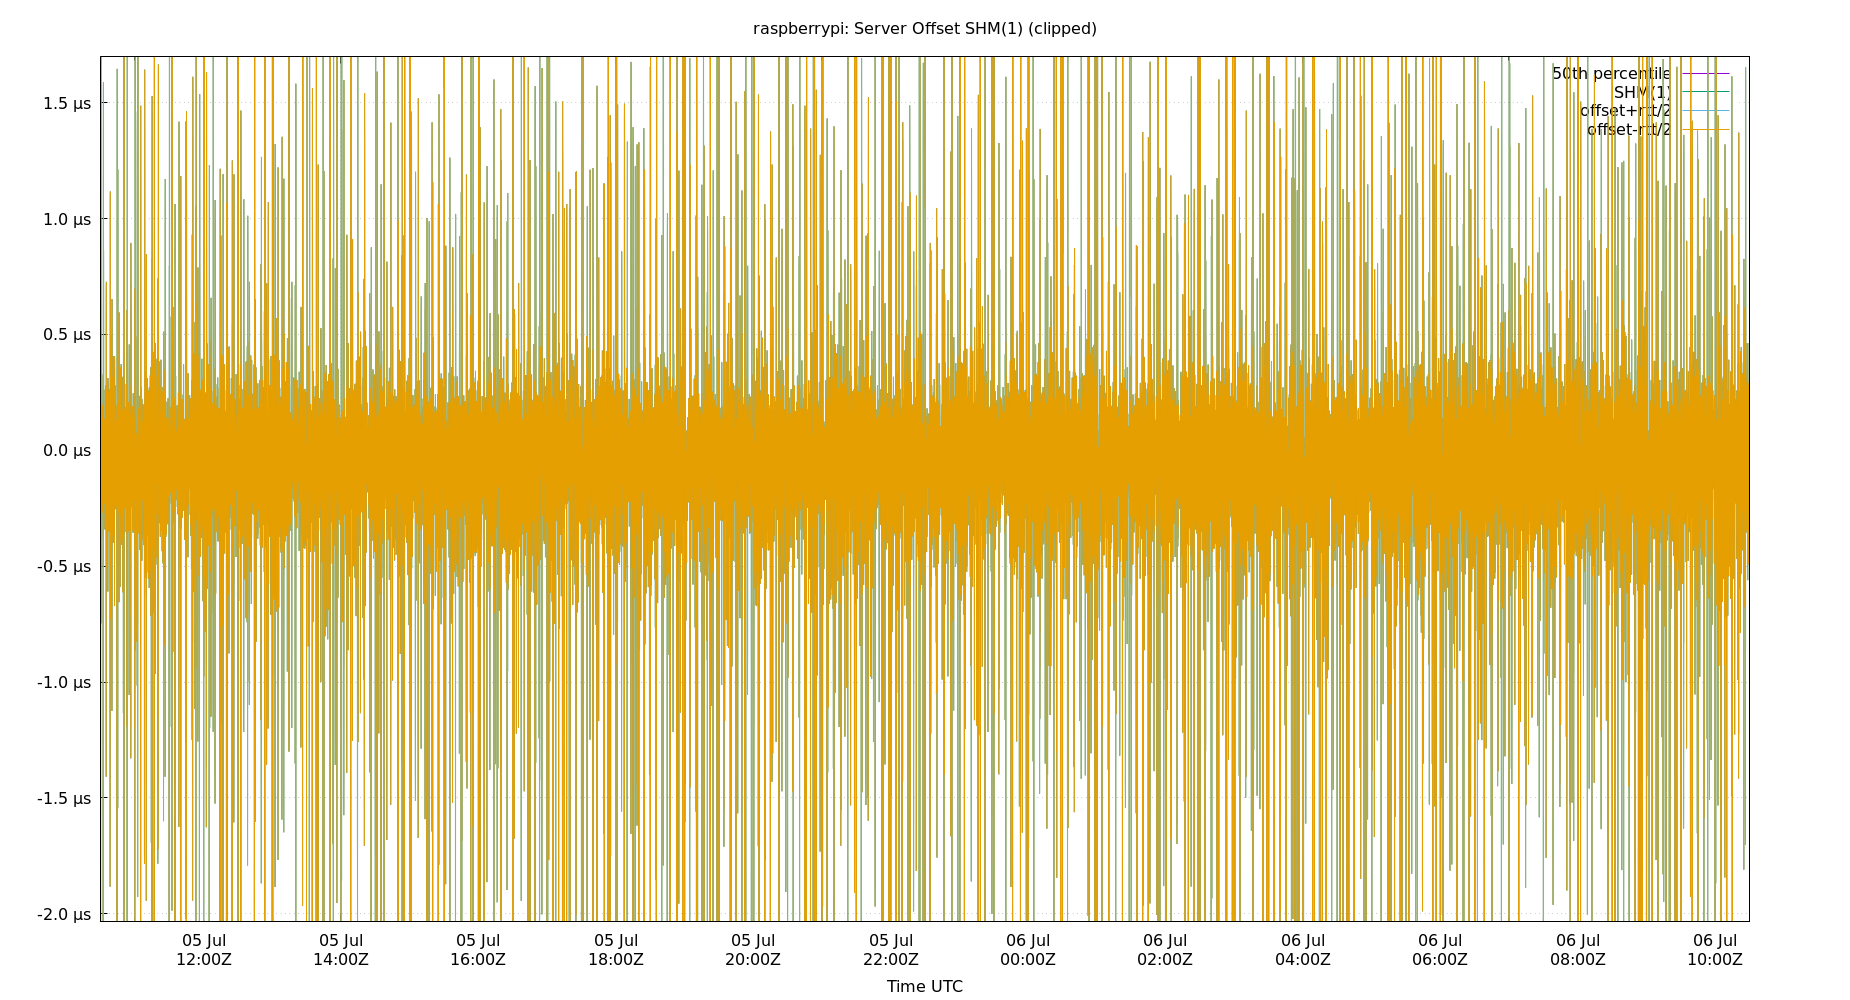 raspberrypi: Server Offset SHM(1) (clipped)
50th percentile
SHM(1)
offset+rtt/2
offset-rtt/2
1.5 µs
1.0 µs
0.5 µs
0.0 µs
-0.5 µs
-1.0 µs
-1.5 µs
-2.0 µs
05 Jul 05 Jul 05 Jul 05 Jul 05 Jul 05 Jul 06 Jul 06 Jul 06 Jul 06 Jul 06 Jul 06 Jul
12:00Z 14:00Z 16:00Z 18:00Z 20:00Z 22:00Z 00:00Z 02:00Z 04:00Z 06:00Z 08:00Z 10:00Z
Time UTC